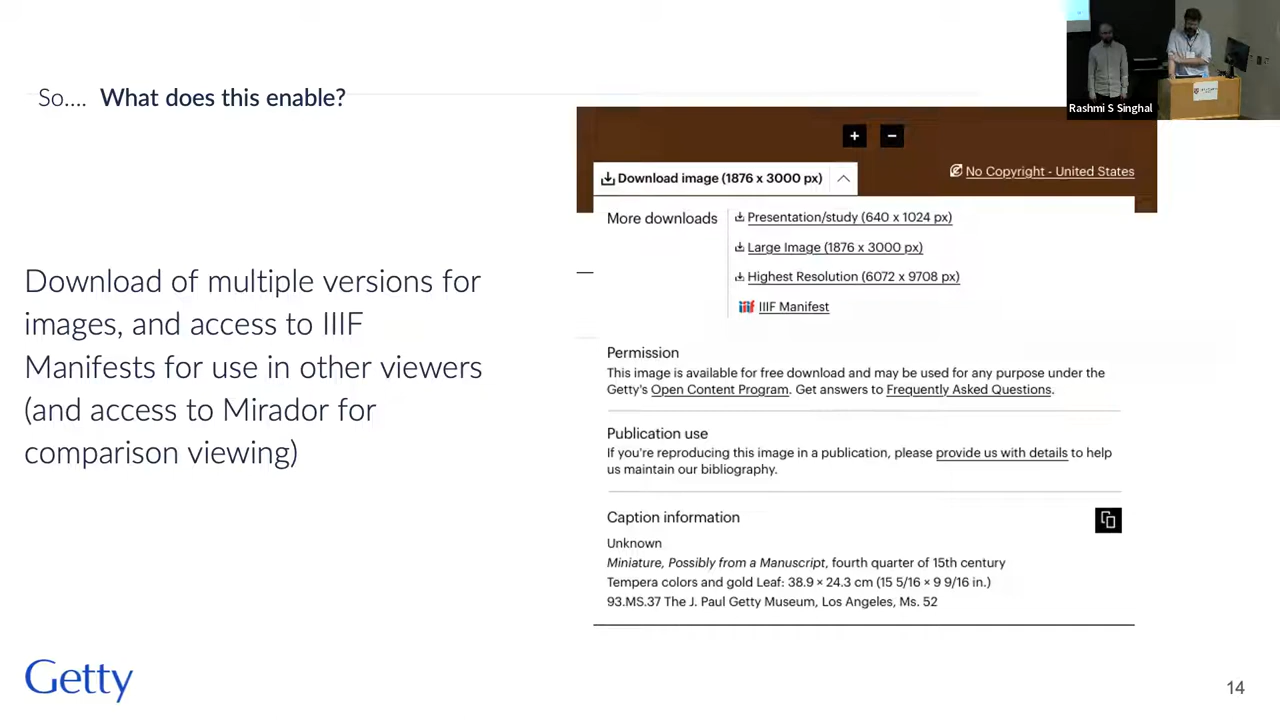 So.... What does this enable?
Rashmi S Singhal
Download of multiple versions for
images, and access to IIIF
Manifests for use in other viewers
(and access to Mirador for
comparison viewing)
+ −
Download image (1876 x 3000 px)
No Copyright - United States
More downloads
Presentation/study (640 x 1024 px)
Large Image (1876 x 3000 px)
Highest Resolution (6072 x 9708 px)
IIIF Manifest
Permission
This image is available for free download and may be used for any purpose under the
Getty's Open Content Program. Get answers to Frequently Asked Questions.
Publication use
If you're reproducing this image in a publication, please provide us with details to help
us maintain our bibliography.
Caption information
Unknown
Miniature, Possibly from a Manuscript, fourth quarter of 15th century
Tempera colors and gold Leaf: 38.9 × 24.3 cm (15 5/16 × 9 9/16 in.)
93.MS.37 The J. Paul Getty Museum, Los Angeles, Ms. 52
Getty
14